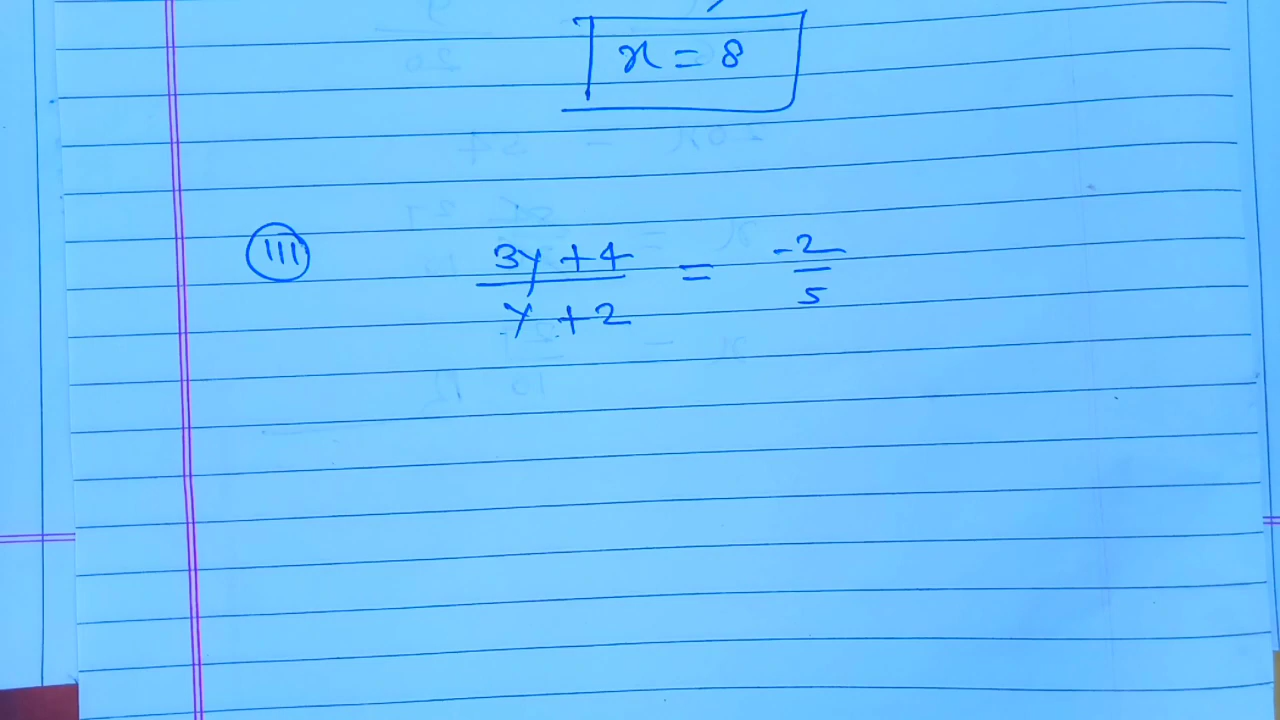 x = 8
(III) 3y + 4 / y + 2 = -2 / 5